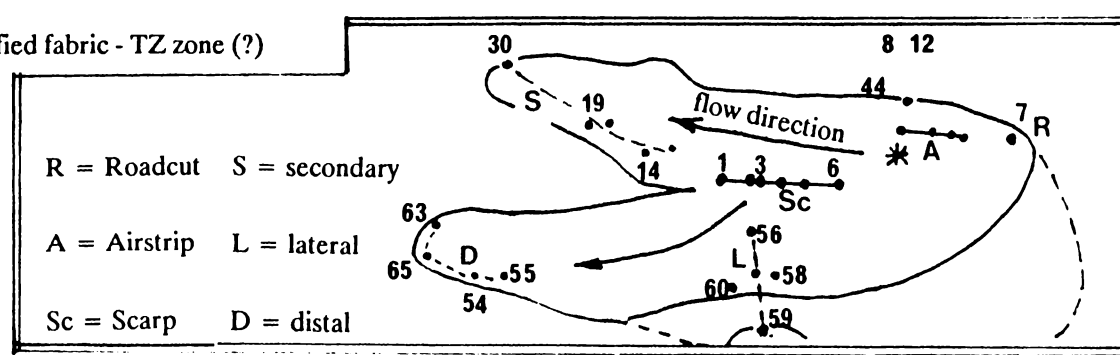 fied fabric - TZ zone (?)
30
8 12
44
7
R
S
19
flow direction
A
14
1 3 6
Sc
R = Roadcut S = secondary
63
A = Airstrip L = lateral
56
65
D
55
L
58
54
60
59
Sc = Scarp D = distal